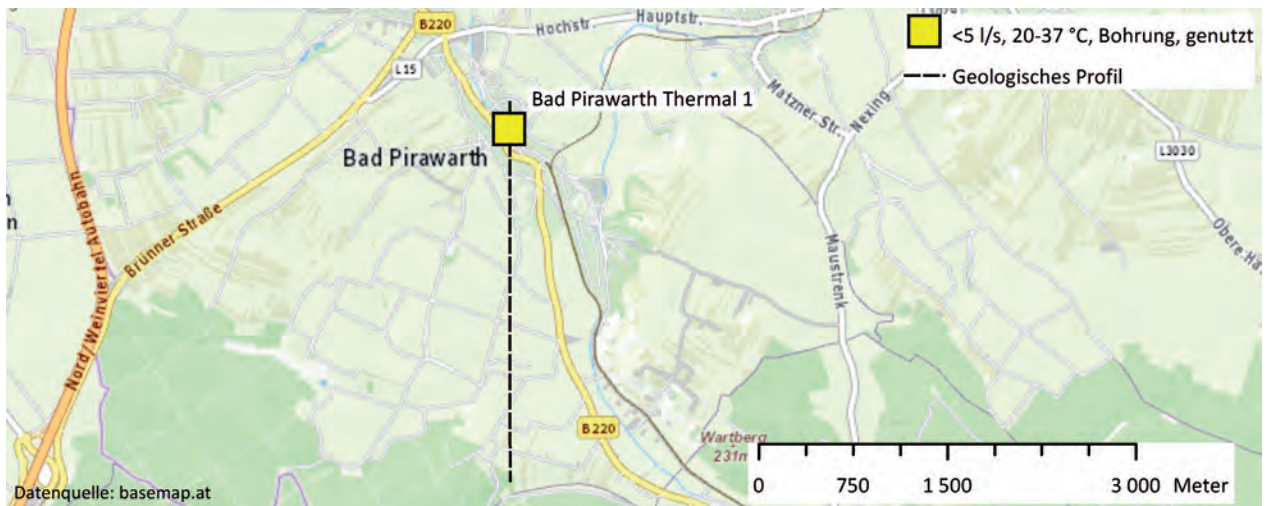 B220
Hochstr.
Hauptstr.
L15
<5 l/s, 20-37 °C, Bohrung, genutzt
Geologisches Profil
Bad Pirawarth Thermal 1
Matzner-Str.
Nexing
Bad Pirawarth
L3030
n
n
Nord/Weinviertel Autobahn
Brünner-Straße
Maustrenk
B220
Wartberg
231m
0 750 1 500 3 000 Meter
Datenquelle: basemap.at